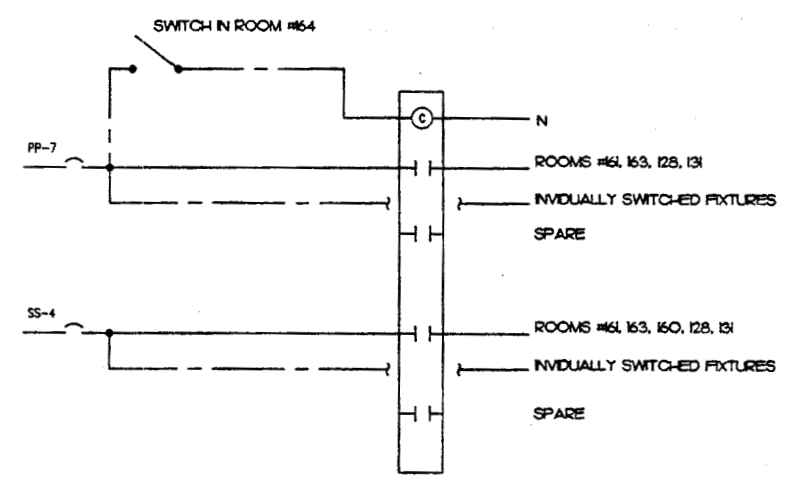 SWITCH IN ROOM #164
C
N
PP-7
ROOMS #161, 163, 128, 131
INVIDUALLY SWITCHED FIXTURES
SPARE
SS-4
ROOMS #161, 163, 160, 128, 131
INVIDUALLY SWITCHED FIXTURES
SPARE